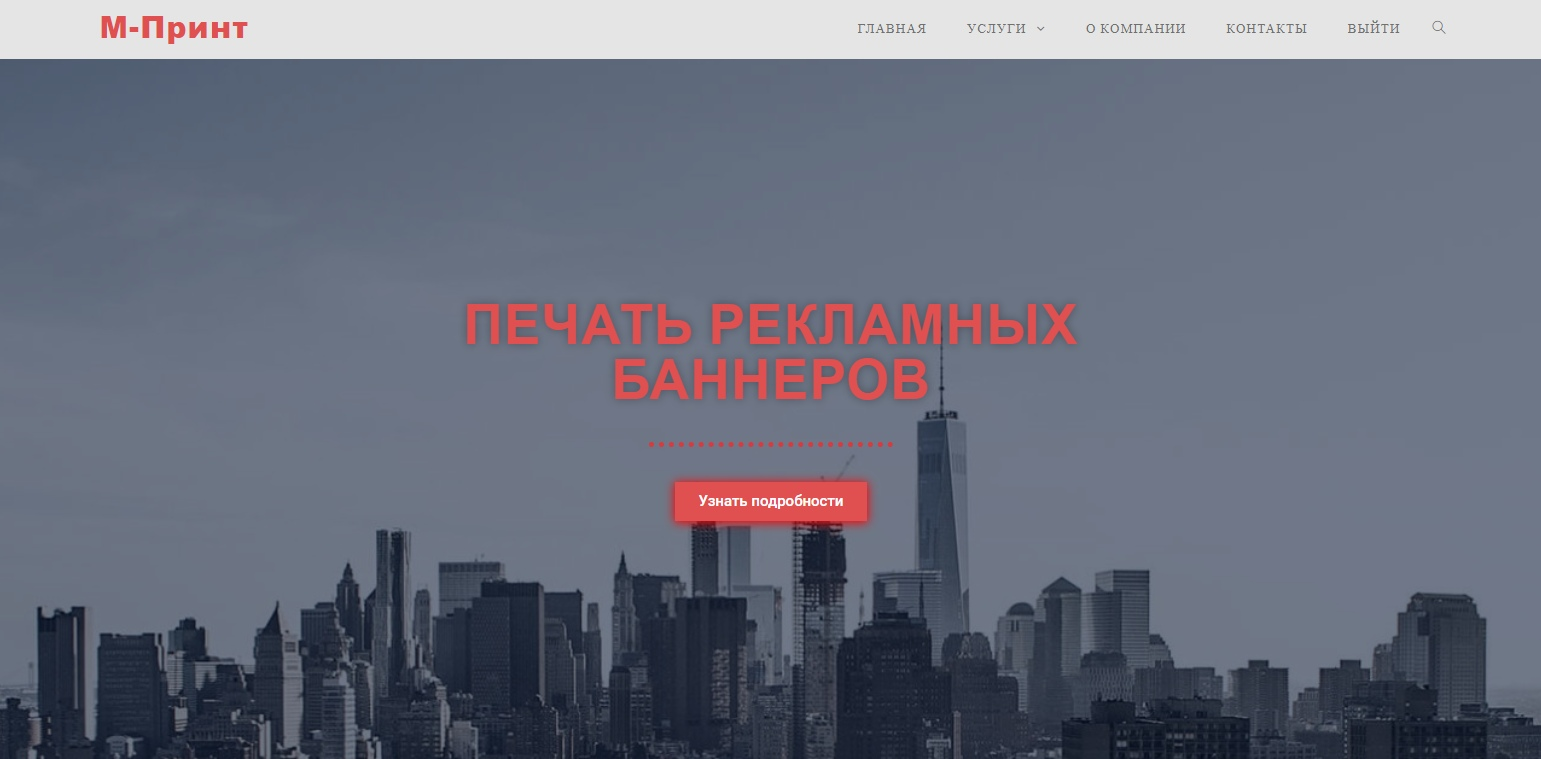 М-Принт
ГЛАВНАЯ УСЛУГИ О КОМПАНИИ КОНТАКТЫ ВЫЙТИ
ПЕЧАТЬ РЕКЛАМНЫХ
БАННЕРОВ
Узнать подробности